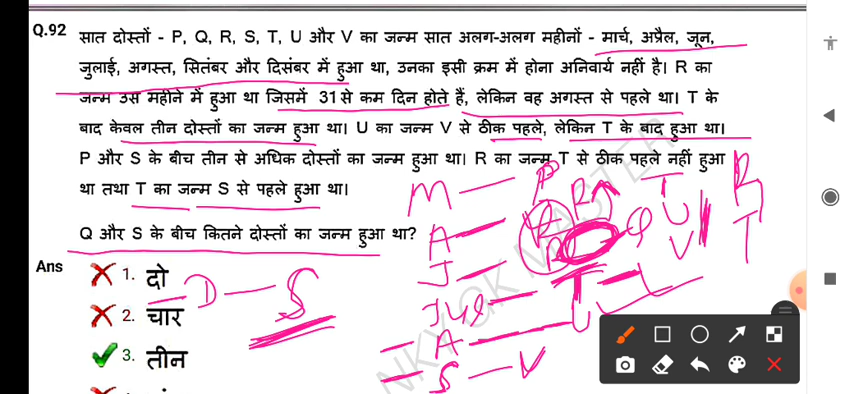 Q.92 सात दोस्तों - P, Q, R, S, T, U और V का जन्म सात अलग-अलग महीनों - मार्च, अप्रैल, जून,
जुलाई, अगस्त, सितंबर और दिसंबर में हुआ था, उनका इसी क्रम में होना अनिवार्य नहीं है। R का
जन्म उस महीने में हुआ था जिसमें 31 से कम दिन होते हैं, लेकिन वह अगस्त से पहले था। T के
बाद केवल तीन दोस्तों का जन्म हुआ था। U का जन्म V से ठीक पहले, लेकिन T के बाद हुआ था।
P और S के बीच तीन से अधिक दोस्तों का जन्म हुआ था। R का जन्म T से ठीक पहले नहीं हुआ
था तथा T का जन्म S से पहले हुआ था।
Q और S के बीच कितने दोस्तों का जन्म हुआ था?
Ans
1. दो
2. चार
3. तीन
M — P
A — R
J — Q
July — T
A — U
S — V
D — S
T
U
V
R
T